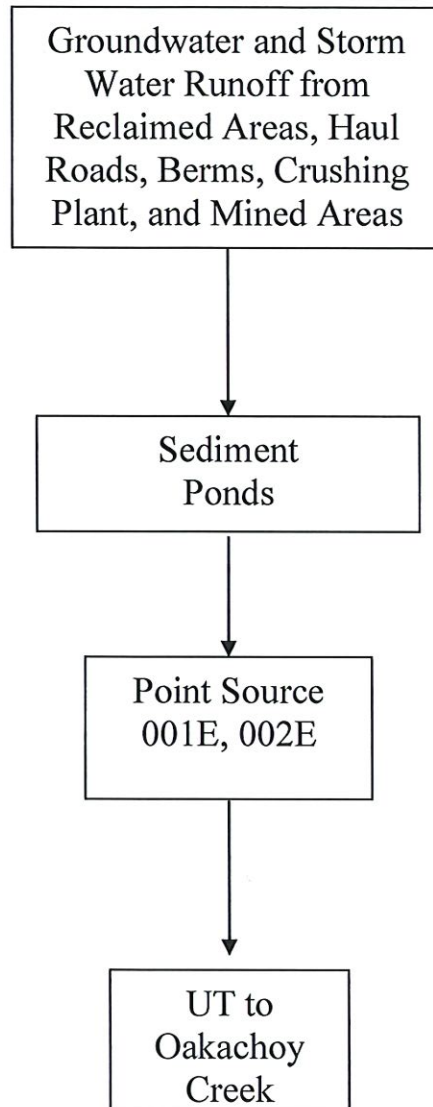 Groundwater and Storm
Water Runoff from
Reclaimed Areas, Haul
Roads, Berms, Crushing
Plant, and Mined Areas
Sediment
Ponds
Point Source
001E, 002E
UT to
Oakachoy
Creek